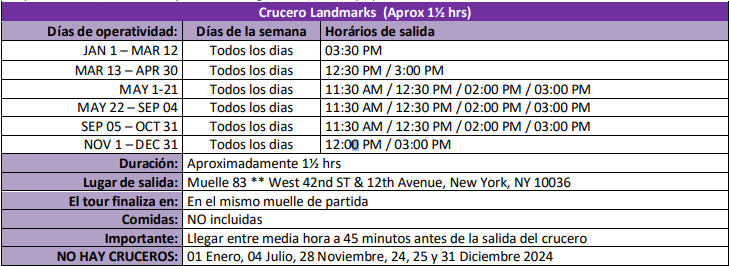 Crucero Landmarks (Aprox 1½ hrs)
Días de operatividad: Días de la semana Horários de salida
JAN 1 – MAR 12 Todos los dias 03:30 PM
MAR 13 – APR 30 Todos los dias 12:30 PM / 3:00 PM
MAY 1-21 Todos los dias 11:30 AM / 12:30 PM / 02:00 PM / 03:00 PM
MAY 22 – SEP 04 Todos los dias 11:30 AM / 12:30 PM / 02:00 PM / 03:00 PM
SEP 05 – OCT 31 Todos los dias 11:30 AM / 12:30 PM / 02:00 PM / 03:00 PM
NOV 1 – DEC 31 Todos los dias 12:00 PM / 03:00 PM
Duración: Aproximadamente 1½ hrs
Lugar de salida: Muelle 83 ** West 42nd ST & 12th Avenue, New York, NY 10036
El tour finaliza en: En el mismo muelle de partida
Comidas: NO incluidas
Importante: Llegar entre media hora a 45 minutos antes de la salida del crucero
NO HAY CRUCEROS: 01 Enero, 04 Julio, 28 Noviembre, 24, 25 y 31 Diciembre 2024